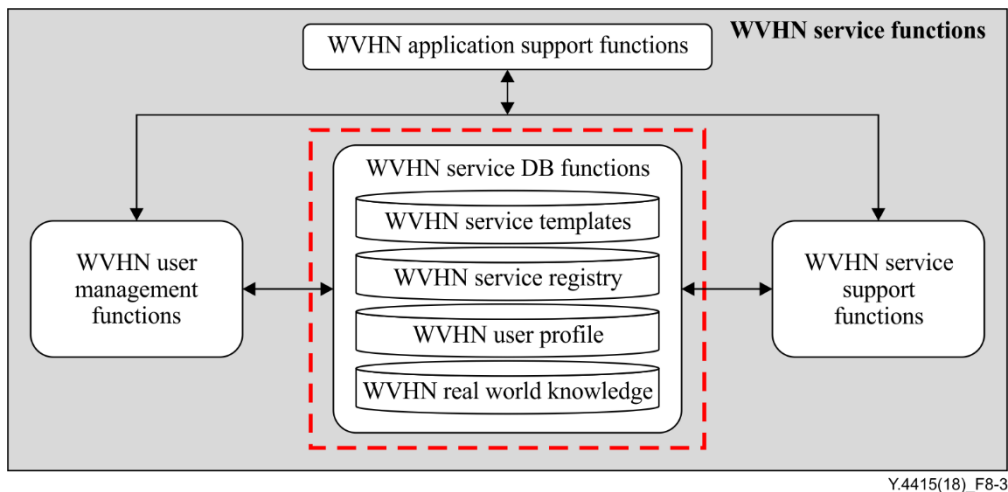 WVHN service functions
WVHN application support functions
WVHN service DB functions
WVHN service templates
WVHN service registry
WVHN user profile
WVHN real world knowledge
WVHN user
management
functions
WVHN service
support
functions
Y.4415(18)_F8-3